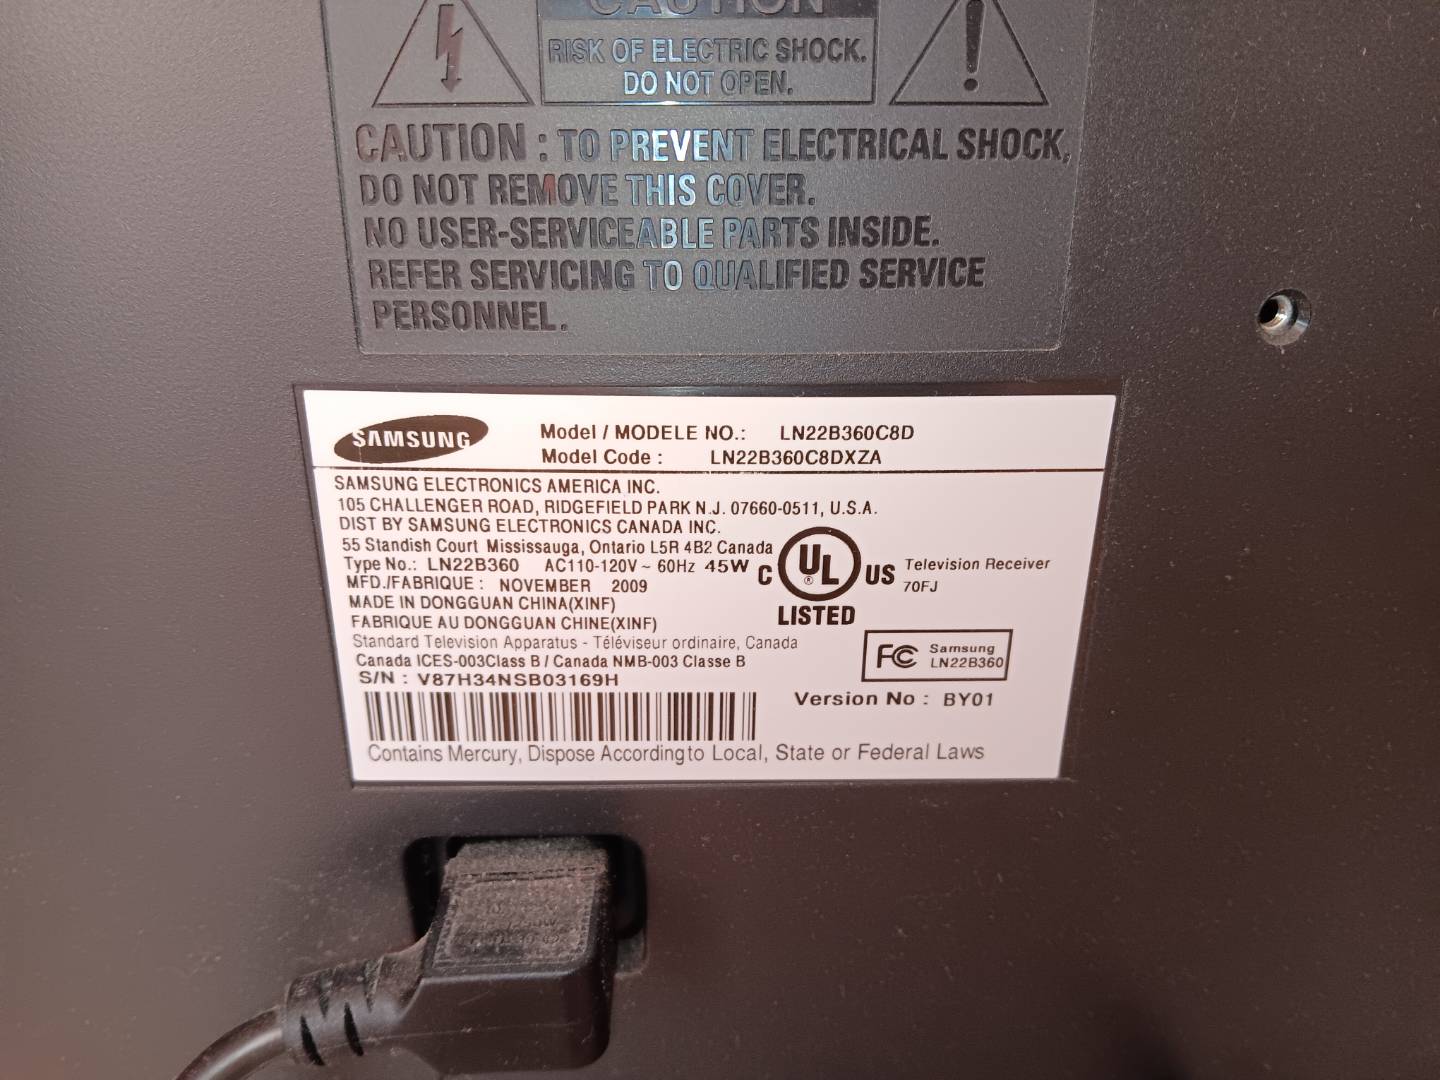 CAUTION
RISK OF ELECTRIC SHOCK.
DO NOT OPEN.
CAUTION : TO PREVENT ELECTRICAL SHOCK,
DO NOT REMOVE THIS COVER.
NO USER-SERVICEABLE PARTS INSIDE.
REFER SERVICING TO QUALIFIED SERVICE
PERSONNEL.
SAMSUNG
Model / MODELE NO.: LN22B360C8D
Model Code : LN22B360C8DXZA
SAMSUNG ELECTRONICS AMERICA INC.
105 CHALLENGER ROAD, RIDGEFIELD PARK N.J. 07660-0511, U.S.A.
DIST BY SAMSUNG ELECTRONICS CANADA INC.
55 Standish Court Mississauga, Ontario L5R 4B2 Canada
Type No.: LN22B360 AC110-120V ~ 60Hz 45W
MFD./FABRIQUE : NOVEMBER 2009
MADE IN DONGGUAN CHINA(XINF)
FABRIQUE AU DONGGUAN CHINE(XINF)
Standard Television Apparatus - Téléviseur ordinaire, Canada
Canada ICES-003Class B / Canada NMB-003 Classe B
S/N : V87H34NSB03169H
C UL ® US
LISTED
Television Receiver
70FJ
FC Samsung
LN22B360
Version No : BY01
Contains Mercury, Dispose According to Local, State or Federal Laws